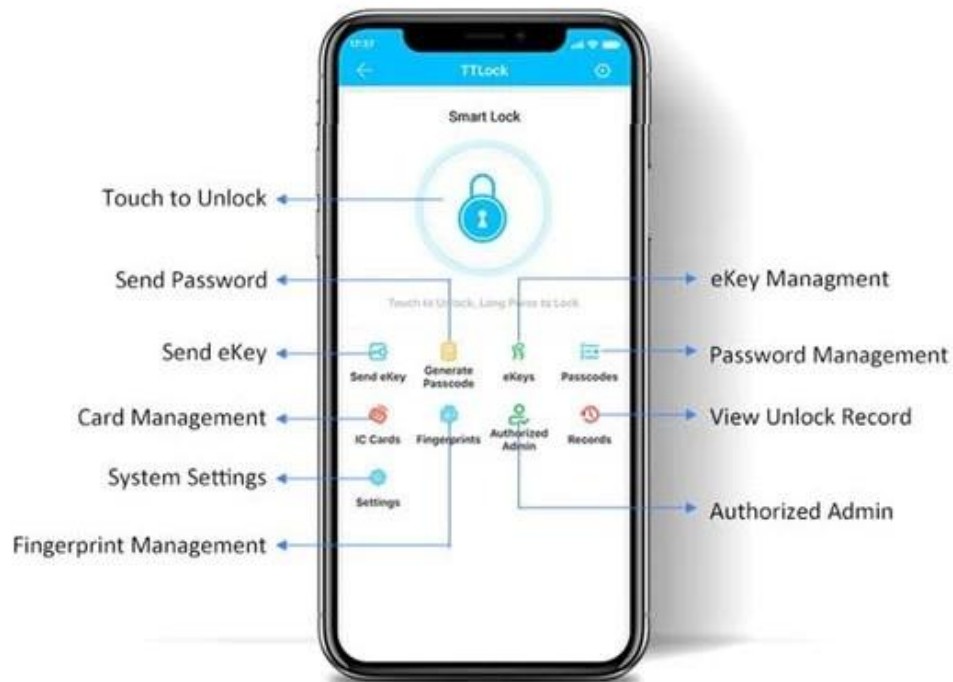 17:37
TTLock
Smart Lock
Touch to Unlock
Send Password
eKey Managment
Touch to Unlock, Long Press to Lock
Send eKey
Password Management
Send eKey
Generate
Passcode
eKeys
Passcodes
Card Management
View Unlock Record
IC Cards
Fingerprints
Authorized
Admin
Records
System Settings
Settings
Authorized Admin
Fingerprint Management